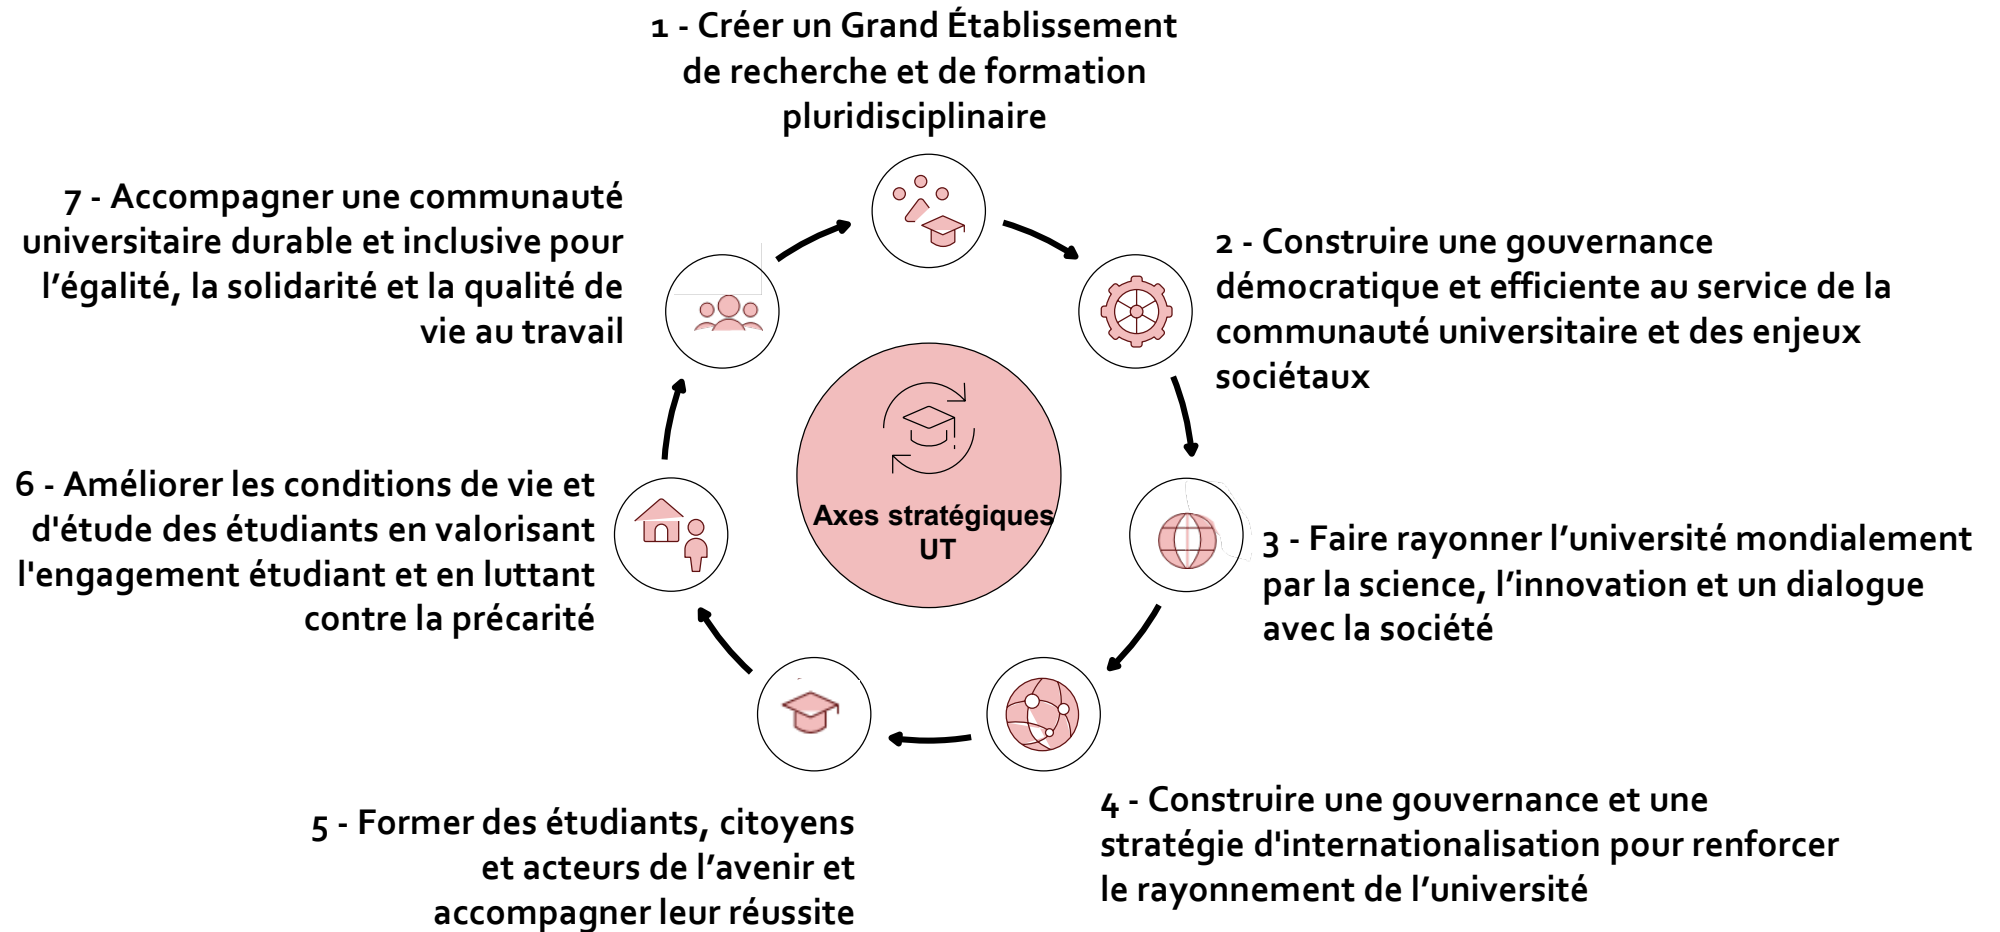 1 - Créer un Grand Établissement
de recherche et de formation
pluridisciplinaire
2 - Construire une gouvernance
démocratique et efficiente au service de la
communauté universitaire et des enjeux
sociétaux
3 - Faire rayonner l’université mondialement
par la science, l’innovation et un dialogue
avec la société
4 - Construire une gouvernance et une
stratégie d'internationalisation pour renforcer
le rayonnement de l’université
5 - Former des étudiants, citoyens
et acteurs de l’avenir et
accompagner leur réussite
6 - Améliorer les conditions de vie et
d'étude des étudiants en valorisant
l'engagement étudiant et en luttant
contre la précarité
7 - Accompagner une communauté
universitaire durable et inclusive pour
l’égalité, la solidarité et la qualité de
vie au travail
Axes stratégiques
UT